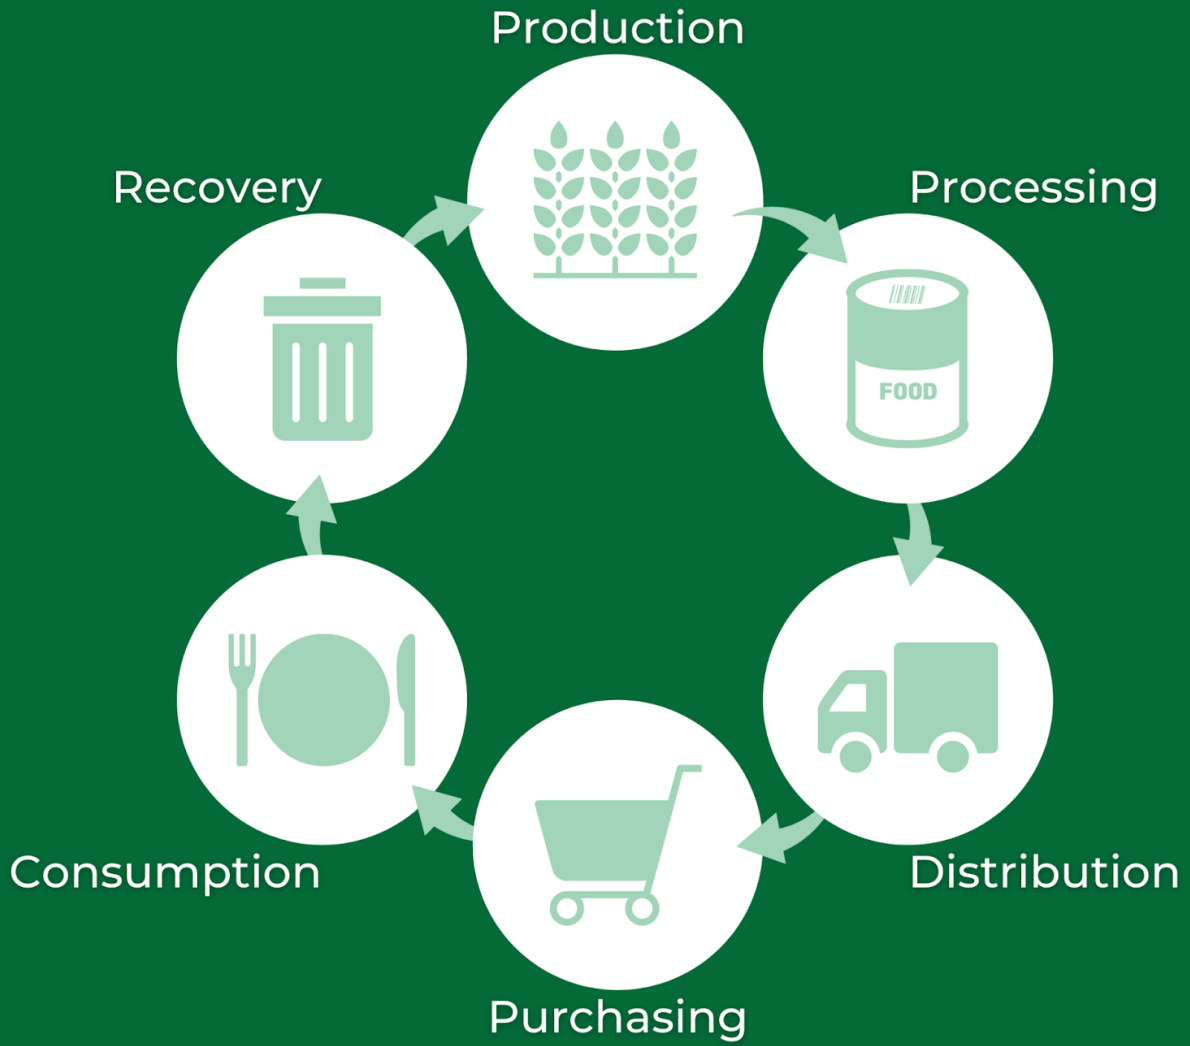 Production
Recovery
Processing
FOOD
Consumption
Distribution
Purchasing